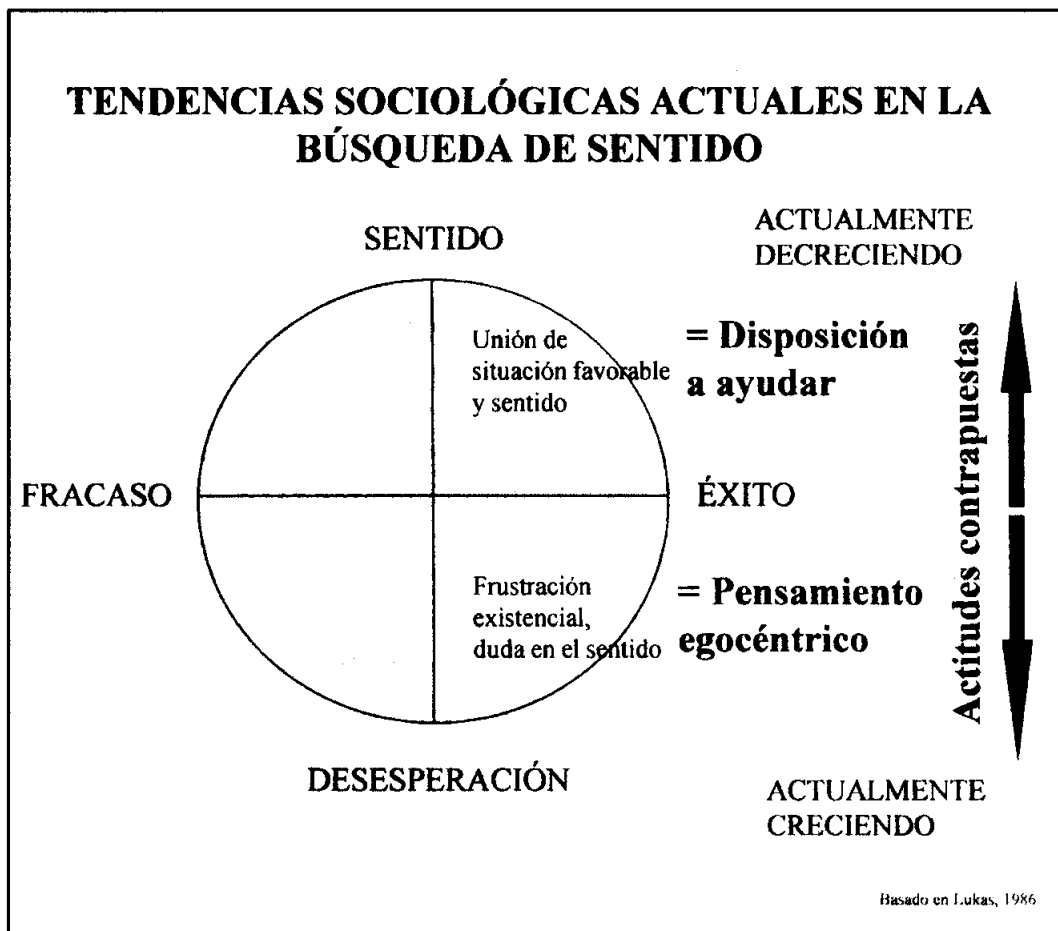 TENDENCIAS SOCIOLÓGICAS ACTUALES EN LA
BÚSQUEDA DE SENTIDO
SENTIDO
ACTUALMENTE
DECRECIENDO
Unión de
situación favorable
y sentido
= Disposición
a ayudar
Actitudes contrapuestas
FRACASO
ÉXITO
Frustración
existencial,
duda en el sentido
= Pensamiento
egocéntrico
DESESPERACIÓN
ACTUALMENTE
CRECIENDO
Basado en Lukas, 1986